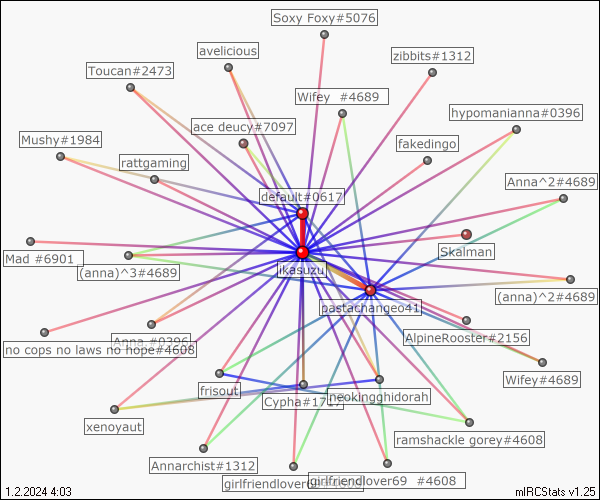 Soxy Foxy#5076
avelicious
zibbits#1312
Toucan#2473
Wifey  #4689
hypomanianna#0396
ace deucy#7097
Mushy#1984
fakedingo
rattgaming
Anna^2#4689
default#0617
Skalman
Mad #6901
(anna)^3#4689
ikasuzu
(anna)^2#4689
pastachangeo41
Anna.#0396
AlpineRooster#2156
no cops no laws no hope#4608
Wifey#4689
frisout
neokingghidorah
Cypha#17
xenoyaut
ramshackle gorey#4608
Annarchist#1312
girlfriendlover69  #4608
girlfriendlover
1.2.2024 4:03
mIRCStats v1.25